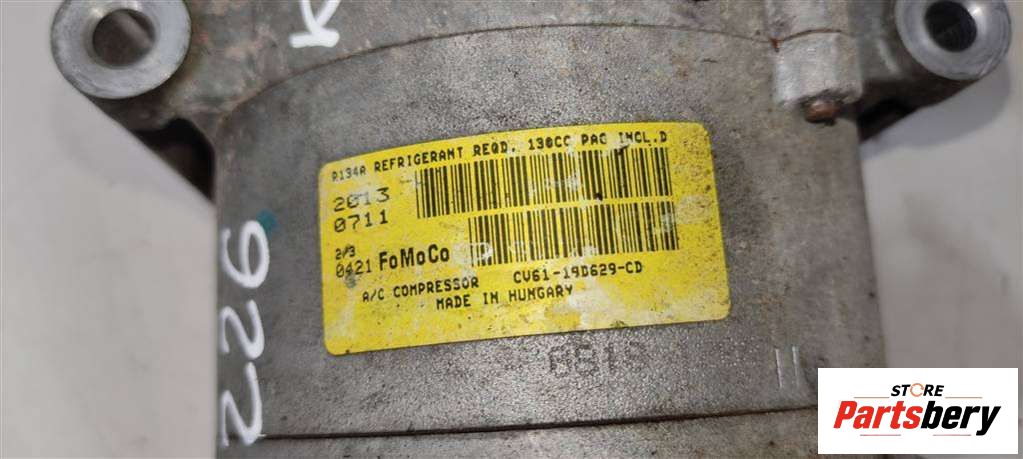 R134A REFRIGERANT REQD. 130CC PAG INCL.D
2013
0711
2/3
0421 FoMoCo
CV61-19D629-CD
A/C COMPRESSOR
MADE IN HUNGARY
226
STORE
Partsbery